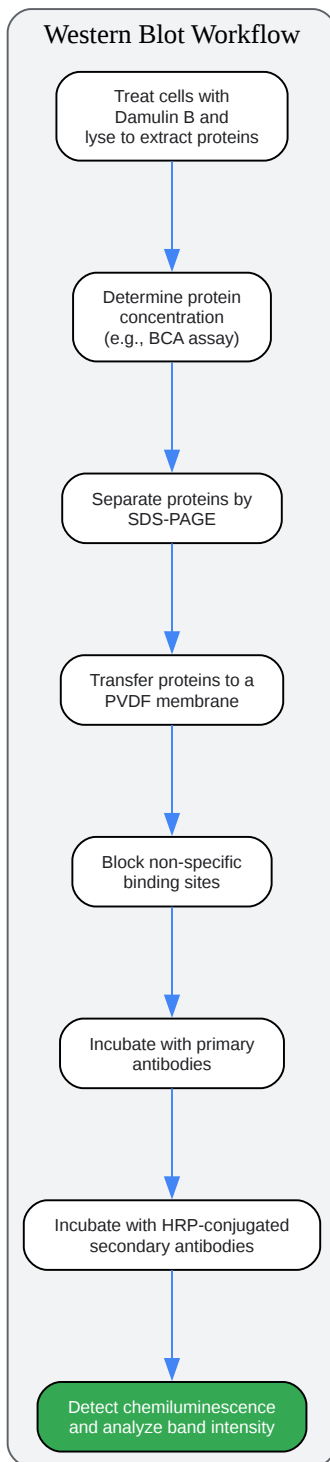 Western Blot Workflow
Treat cells with
Damulin B and
lyse to extract proteins
Determine protein
concentration
(e.g., BCA assay)
Separate proteins by
SDS-PAGE
Transfer proteins to a
PVDF membrane
Block non-specific
binding sites
Incubate with primary
antibodies
Incubate with HRP-conjugated
secondary antibodies
Detect chemiluminescence
and analyze band intensity